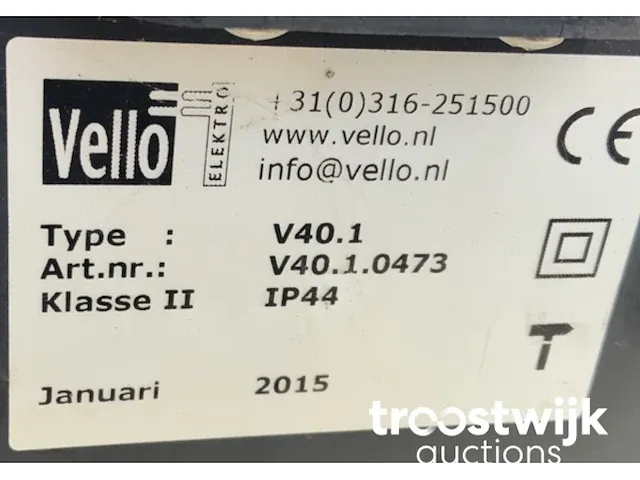 Vello
ELEKTRO
+31(0)316-251500
www.vello.nl
info@vello.nl
CE
Type : V40.1
Art.nr.: V40.1.0473
Klasse II IP44
Januari 2015
troostwijk
auctions